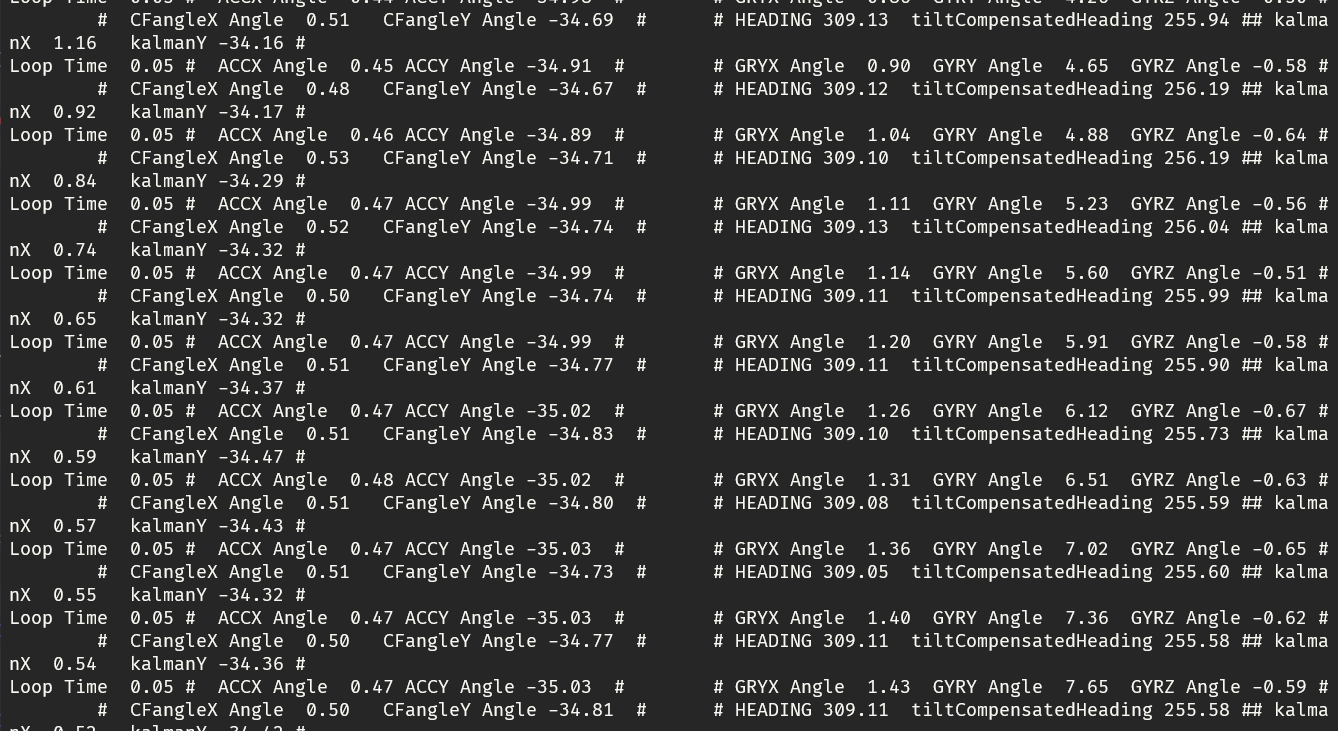 # CFangleX Angle 0.51 CFangleY Angle -34.69 # # HEADING 309.13 tiltCompensatedHeading 255.94 ## kalma
nX 1.16 kalmanY -34.16 #
Loop Time 0.05 # ACCX Angle 0.45 ACCY Angle -34.91 # # GRYX Angle 0.90 GYRY Angle 4.65 GYRZ Angle -0.58 #
# CFangleX Angle 0.48 CFangleY Angle -34.67 # # HEADING 309.12 tiltCompensatedHeading 256.19 ## kalma
nX 0.92 kalmanY -34.17 #
Loop Time 0.05 # ACCX Angle 0.46 ACCY Angle -34.89 # # GRYX Angle 1.04 GYRY Angle 4.88 GYRZ Angle -0.64 #
# CFangleX Angle 0.53 CFangleY Angle -34.71 # # HEADING 309.10 tiltCompensatedHeading 256.19 ## kalma
nX 0.84 kalmanY -34.29 #
Loop Time 0.05 # ACCX Angle 0.47 ACCY Angle -34.99 # # GRYX Angle 1.11 GYRY Angle 5.23 GYRZ Angle -0.56 #
# CFangleX Angle 0.52 CFangleY Angle -34.74 # # HEADING 309.13 tiltCompensatedHeading 256.04 ## kalma
nX 0.74 kalmanY -34.32 #
Loop Time 0.05 # ACCX Angle 0.47 ACCY Angle -34.99 # # GRYX Angle 1.14 GYRY Angle 5.60 GYRZ Angle -0.51 #
# CFangleX Angle 0.50 CFangleY Angle -34.74 # # HEADING 309.11 tiltCompensatedHeading 255.99 ## kalma
nX 0.65 kalmanY -34.32 #
Loop Time 0.05 # ACCX Angle 0.47 ACCY Angle -34.99 # # GRYX Angle 1.20 GYRY Angle 5.91 GYRZ Angle -0.58 #
# CFangleX Angle 0.51 CFangleY Angle -34.77 # # HEADING 309.11 tiltCompensatedHeading 255.90 ## kalma
nX 0.61 kalmanY -34.37 #
Loop Time 0.05 # ACCX Angle 0.47 ACCY Angle -35.02 # # GRYX Angle 1.26 GYRY Angle 6.12 GYRZ Angle -0.67 #
# CFangleX Angle 0.51 CFangleY Angle -34.83 # # HEADING 309.10 tiltCompensatedHeading 255.73 ## kalma
nX 0.59 kalmanY -34.47 #
Loop Time 0.05 # ACCX Angle 0.48 ACCY Angle -35.02 # # GRYX Angle 1.31 GYRY Angle 6.51 GYRZ Angle -0.63 #
# CFangleX Angle 0.51 CFangleY Angle -34.80 # # HEADING 309.08 tiltCompensatedHeading 255.59 ## kalma
nX 0.57 kalmanY -34.43 #
Loop Time 0.05 # ACCX Angle 0.47 ACCY Angle -35.03 # # GRYX Angle 1.36 GYRY Angle 7.02 GYRZ Angle -0.65 #
# CFangleX Angle 0.51 CFangleY Angle -34.73 # # HEADING 309.05 tiltCompensatedHeading 255.60 ## kalma
nX 0.55 kalmanY -34.32 #
Loop Time 0.05 # ACCX Angle 0.47 ACCY Angle -35.03 # # GRYX Angle 1.40 GYRY Angle 7.36 GYRZ Angle -0.62 #
# CFangleX Angle 0.50 CFangleY Angle -34.77 # # HEADING 309.11 tiltCompensatedHeading 255.58 ## kalma
nX 0.54 kalmanY -34.36 #
Loop Time 0.05 # ACCX Angle 0.47 ACCY Angle -35.03 # # GRYX Angle 1.43 GYRY Angle 7.65 GYRZ Angle -0.59 #
# CFangleX Angle 0.50 CFangleY Angle -34.81 # # HEADING 309.11 tiltCompensatedHeading 255.58 ## kalma